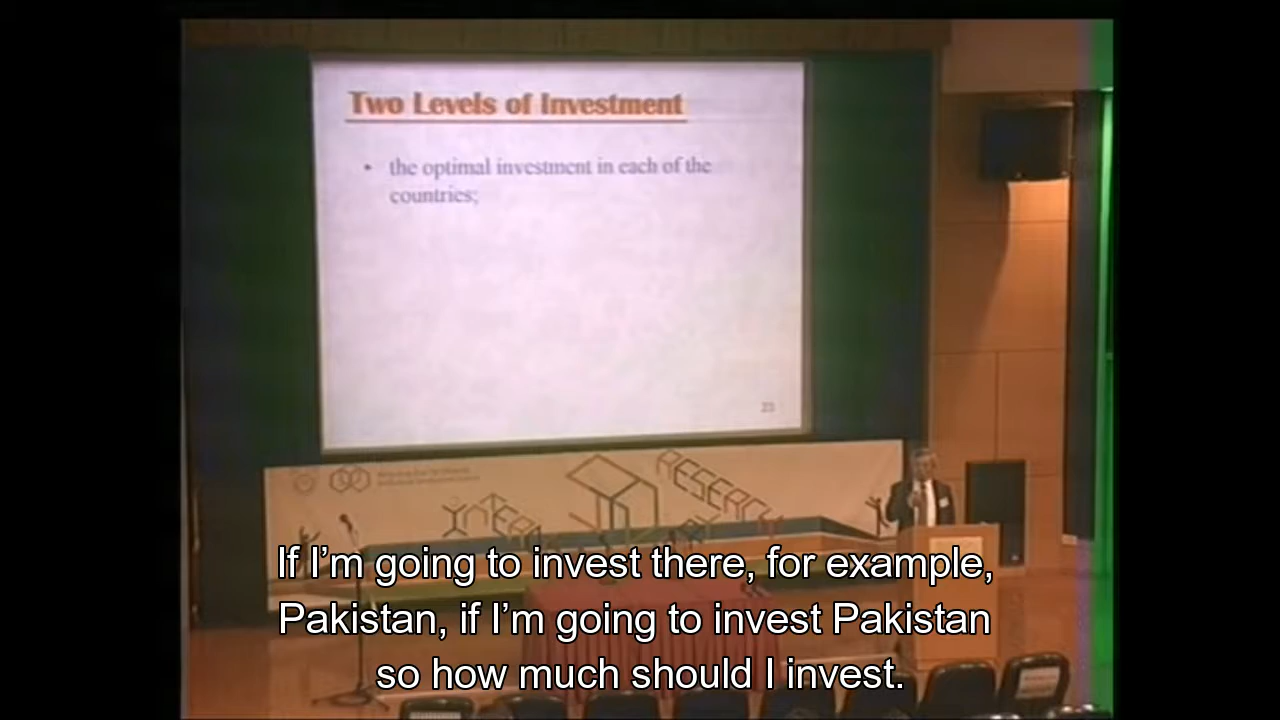 Two Levels of Investment
• the optimal investment in each of the
countries;
23
RESEARCH
If I’m going to invest there, for example,
Pakistan, if I’m going to invest Pakistan
so how much should I invest.